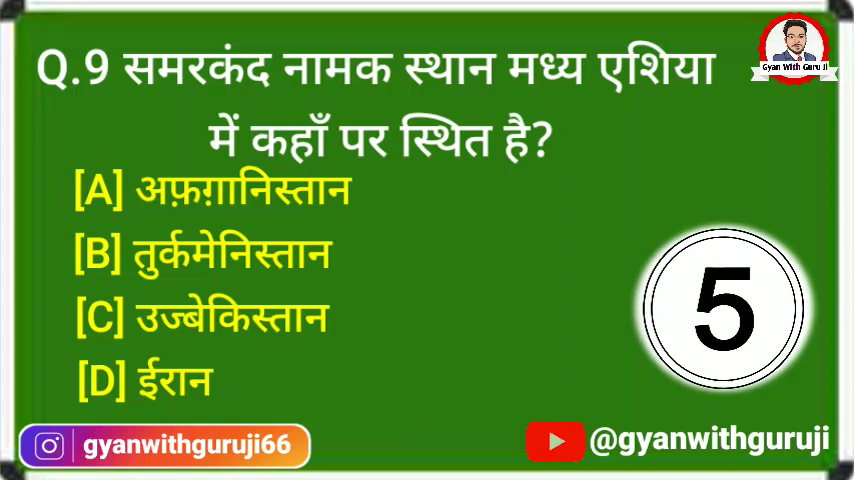 Gyan With Guru Ji
Q.9 समरकंद नामक स्थान मध्य एशिया
में कहाँ पर स्थित है?
[A] अफ़ग़ानिस्तान
[B] तुर्कमेनिस्तान
[C] उज्बेकिस्तान
[D] ईरान
5
gyanwithguruji66
@gyanwithguruji